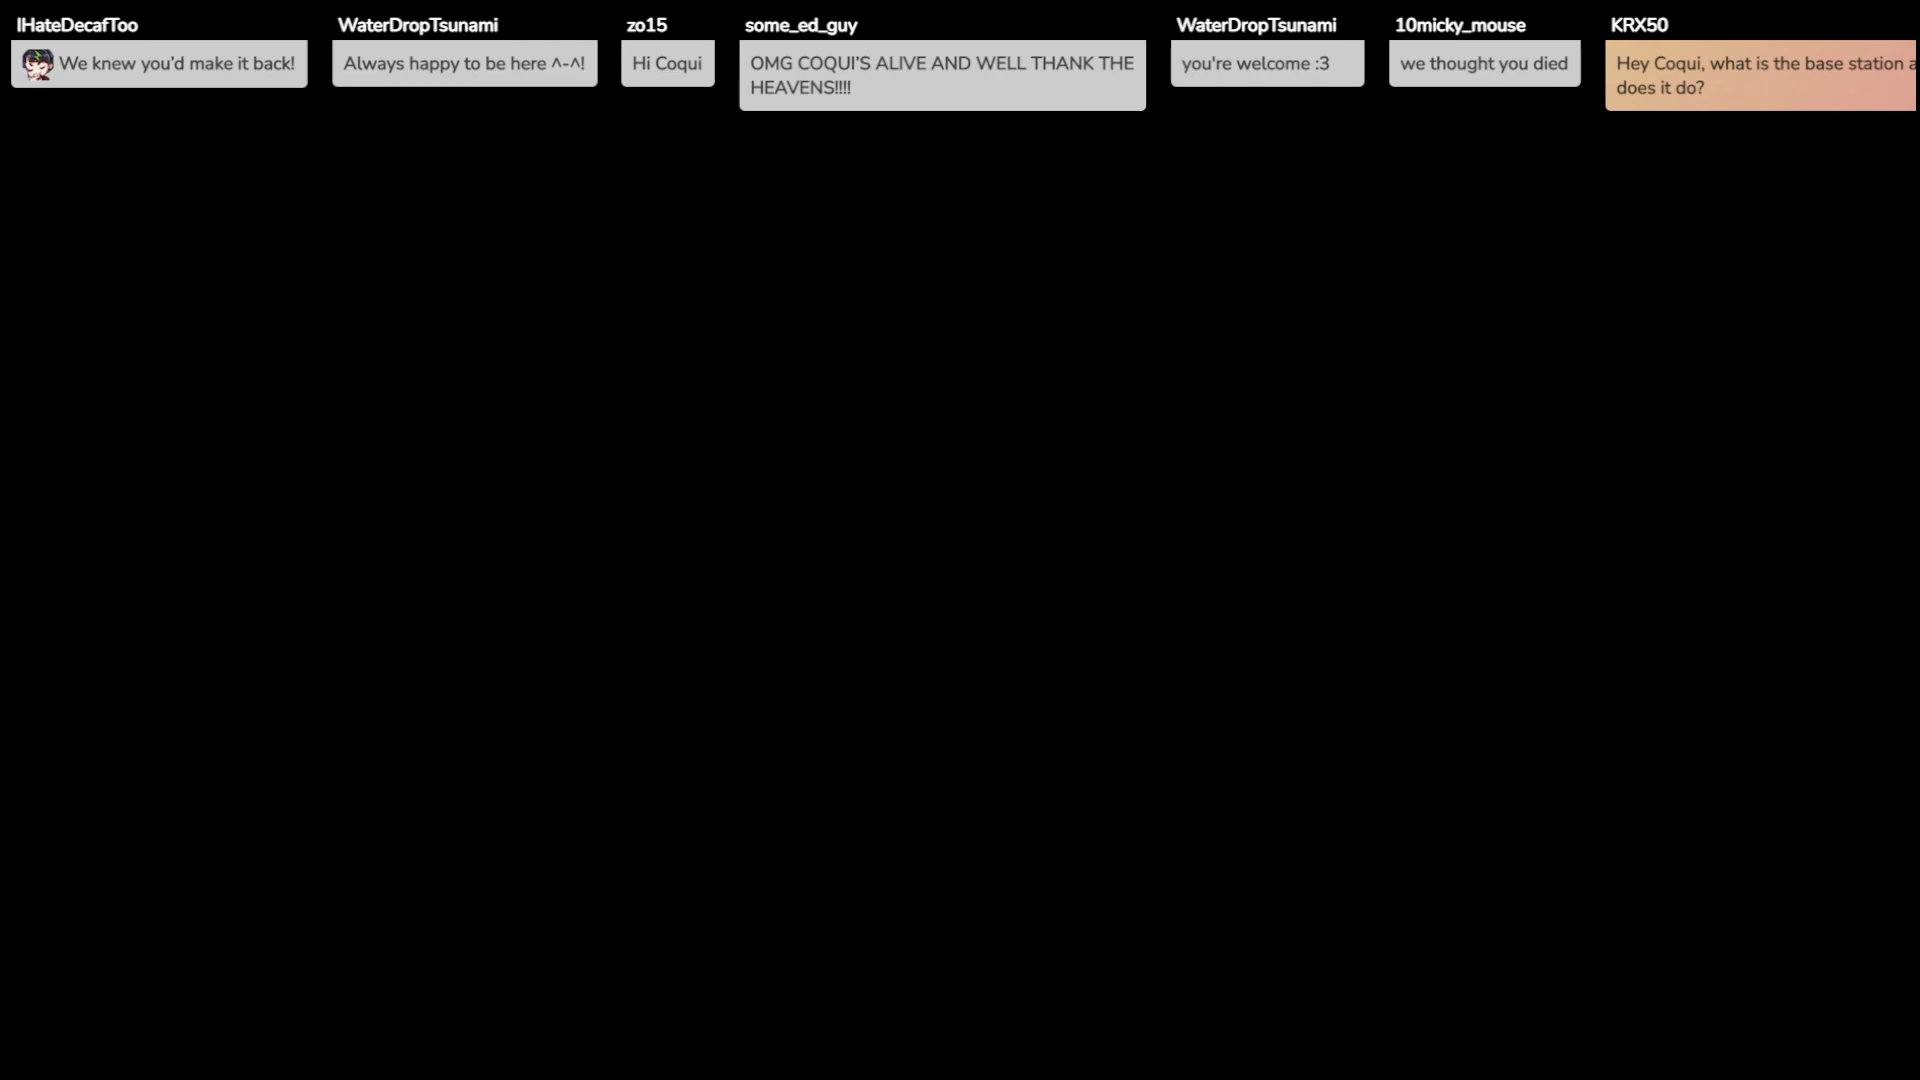 IHateDecafToo
We knew you’d make it back!
WaterDropTsunami
Always happy to be here ^-^!
zo15
Hi Coqui
some_ed_guy
OMG COQUI’S ALIVE AND WELL THANK THE
HEAVENS!!!!
WaterDropTsunami
you're welcome :3
10micky_mouse
we thought you died
KRX50
Hey Coqui, what is the base station
does it do?